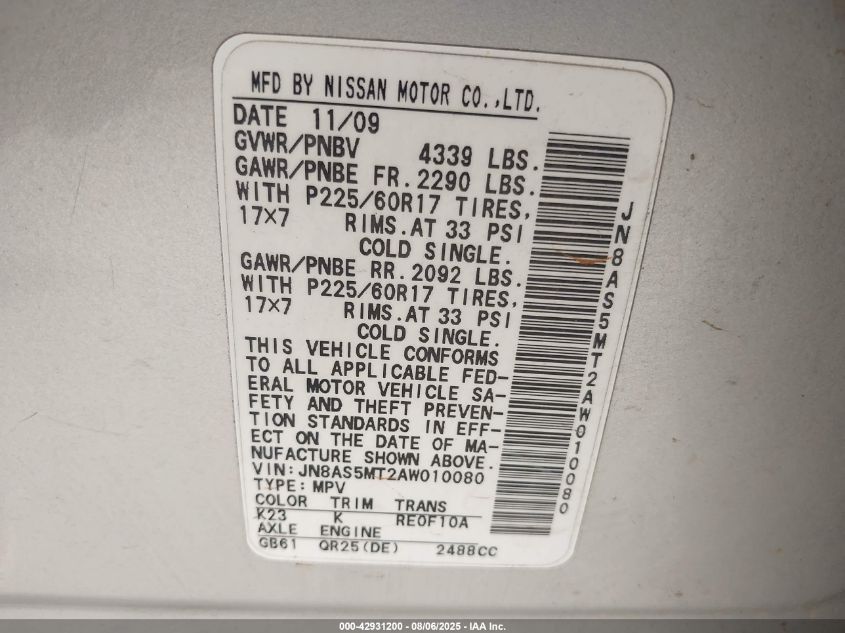 MFD BY NISSAN MOTOR CO.,LTD.
DATE 11/09
GVWR/PNBV 4339 LBS.
GAWR/PNBE FR.2290 LBS.
WITH P225/60R17 TIRES,
17×7 RIMS.AT 33 PSI
COLD SINGLE.
GAWR/PNBE RR.2092 LBS.
WITH P225/60R17 TIRES,
17×7 RIMS.AT 33 PSI
COLD SINGLE.
THIS VEHICLE CONFORMS
TO ALL APPLICABLE FED-
ERAL MOTOR VEHICLE SA-
FETY AND THEFT PREVEN-
TION STANDARDS IN EFF-
ECT ON THE DATE OF MA-
NUFACTURE SHOWN ABOVE.
VIN:JN8AS5MT2AW010080
TYPE:MPV
COLOR TRIM TRANS
K23 K RE0F10A
AXLE ENGINE
GB61 QR25(DE) 2488CC
JN8AS5MT2AW010080
000-42931200 - 08/06/2025 - IAA Inc.